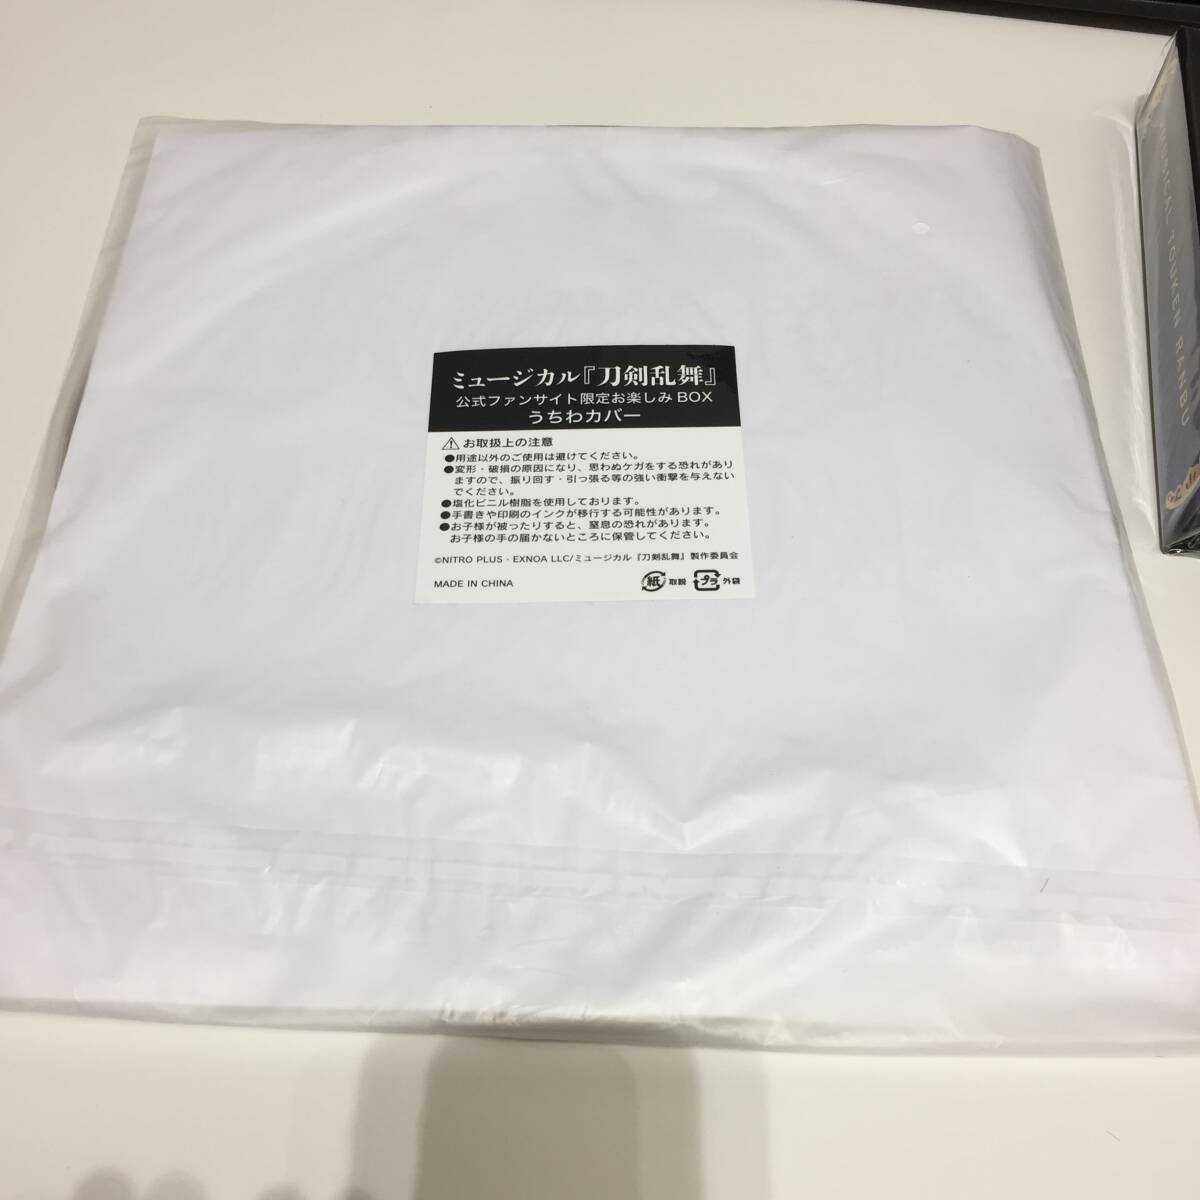 ミュージカル『刀剣乱舞』
公式ファンサイト限定お楽しみBOX
うちわカバー
お取扱上の注意
●用途以外のご使用は避けてください。
●変形・破損の原因になり、思わぬケガをする恐れがあり
ますので、振り回す・引っ張る等の強い衝撃を与えない
でください。
●塩化ビニル樹脂を使用しております。
●手書きや印刷のインクが移行する可能性があります。
●お子様が被ったりすると、窒息の恐れがあります。
お子様の手の届かないところに保管してください。
©NITRO PLUS・EXNOA LLC/ミュージカル『刀剣乱舞』製作委員会
MADE IN CHINA
紙 取説 プラ 外袋
MUSICAL TOUKEN RANBU